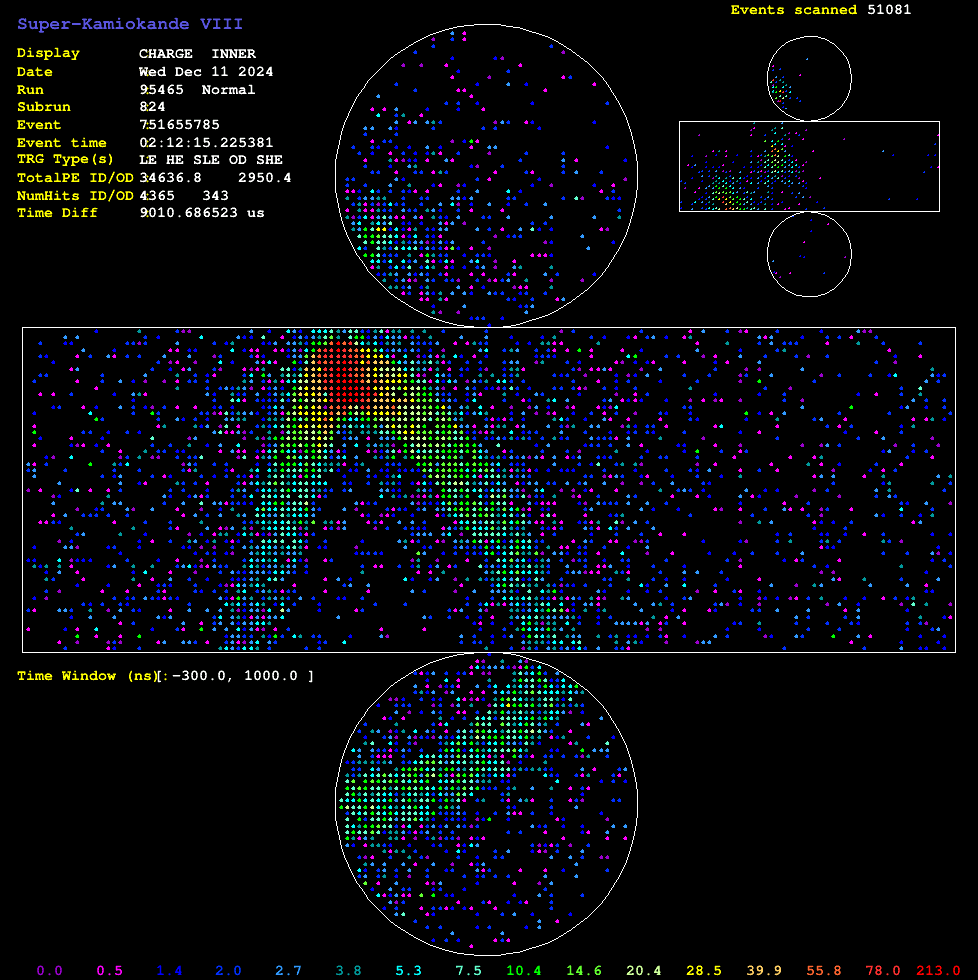 Super-Kamiokande VIII
Events scanned 51081
Display CHARGE INNER
Date Wed Dec 11 2024
Run 95465 Normal
Subrun 824
Event 751655785
Event time 02:12:15.225381
TRG Type(s) LE HE SLE OD SHE
TotalPE ID/OD 34636.8 2950.4
NumHits ID/OD 4365 343
Time Diff 9010.686523 us
Time Window (ns): [ -300.0, 1000.0 ]
0.0 0.5 1.4 2.0 2.7 3.8 5.3 7.5 10.4 14.6 20.4 28.5 39.9 55.8 78.0 213.0